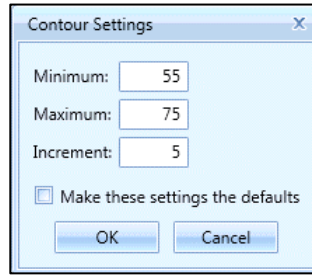 Contour Settings
Minimum: 55
Maximum: 75
Increment: 5
Make these settings the defaults
OK Cancel